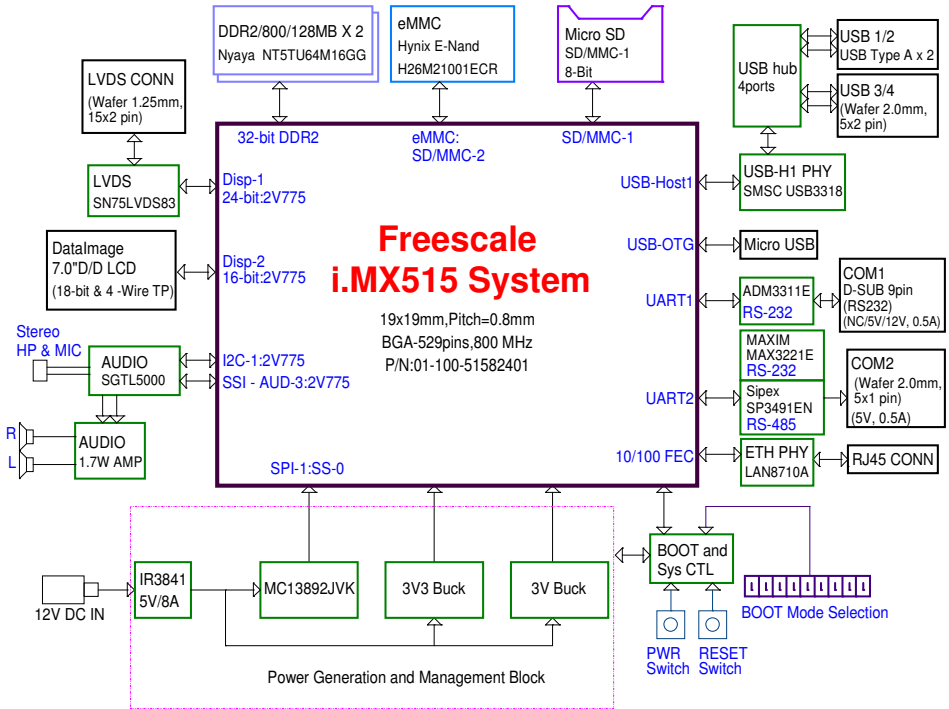 DDR2/800/128MB X 2
Nyaya NT5TU64M16GG
eMMC
Hynix E-Nand
H26M21001ECR
Micro SD
SD/MMC-1
8-Bit
USB hub
4ports
USB 1/2
USB Type A x 2
USB 3/4
(Wafer 2.0mm,
5x2 pin)
LVDS CONN
(Wafer 1.25mm,
15x2 pin)
32-bit DDR2
eMMC:
SD/MMC-2
SD/MMC-1
LVDS
SN75LVDS83
Disp-1
24-bit:2V775
USB-Host1
USB-H1 PHY
SMSC USB3318
DataImage
7.0"D/D LCD
(18-bit & 4 -Wire TP)
Disp-2
16-bit:2V775
Freescale
i.MX515 System
19x19mm,Pitch=0.8mm
BGA-529pins,800 MHz
P/N:01-100-51582401
USB-OTG
Micro USB
UART1
ADM3311E
RS-232
COM1
D-SUB 9pin
(RS232)
(NC/5V/12V, 0.5A)
Stereo
HP & MIC
AUDIO
SGTL5000
I2C-1:2V775
SSI - AUD-3:2V775
MAXIM
MAX3221E
RS-232
UART2
Sipex
SP3491EN
RS-485
COM2
(Wafer 2.0mm,
5x1 pin)
(5V, 0.5A)
R
L
AUDIO
1.7W AMP
SPI-1:SS-0
10/100 FEC
ETH PHY
LAN8710A
RJ45 CONN
12V DC IN
IR3841
5V/8A
MC13892JVK
3V3 Buck
3V Buck
BOOT and
Sys CTL
BOOT Mode Selection
PWR
Switch
RESET
Switch
Power Generation and Management Block